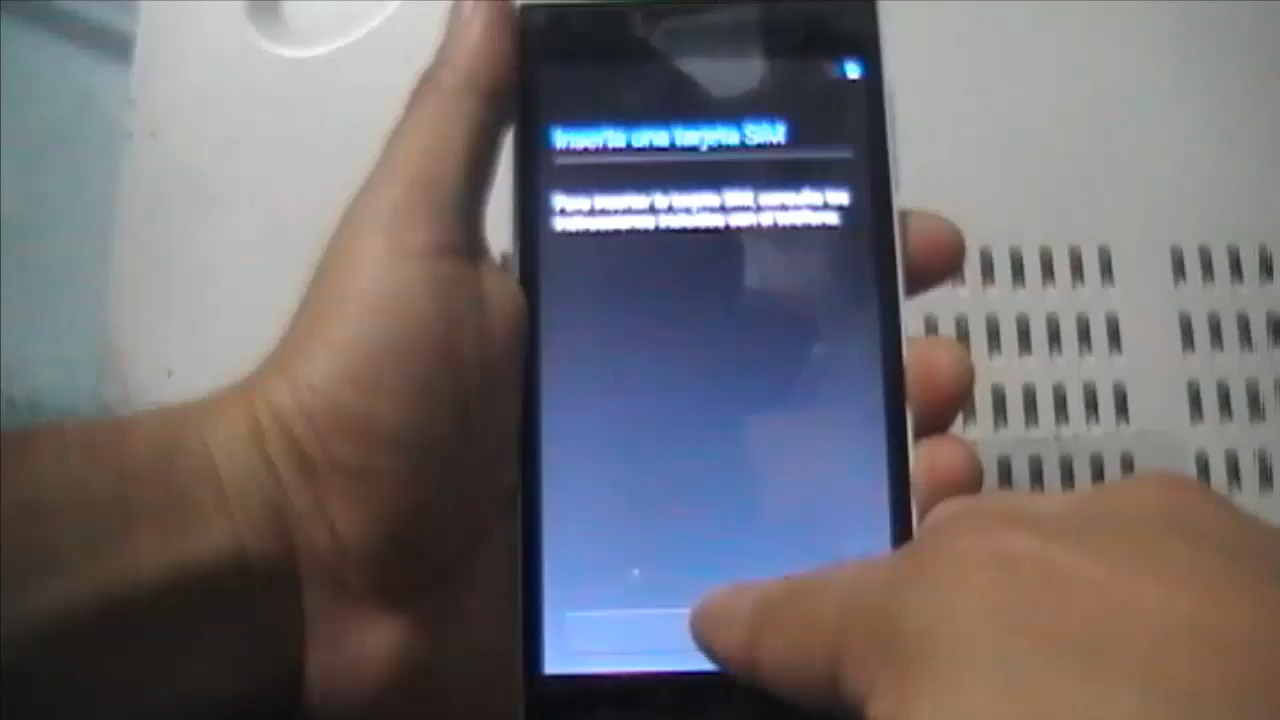 Inserta una tarjeta SIM
Para insertar la tarjeta SIM, consulta las
instrucciones incluidas con el teléfono.